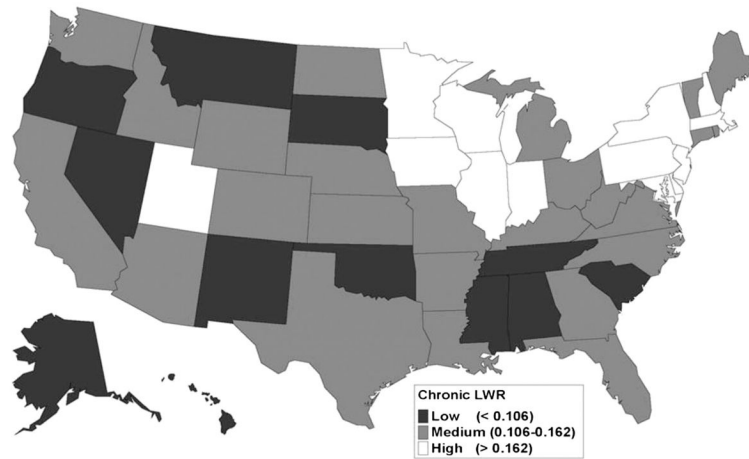 Chronic LWR
Low (< 0.106)
Medium (0.106-0.162)
High (> 0.162)